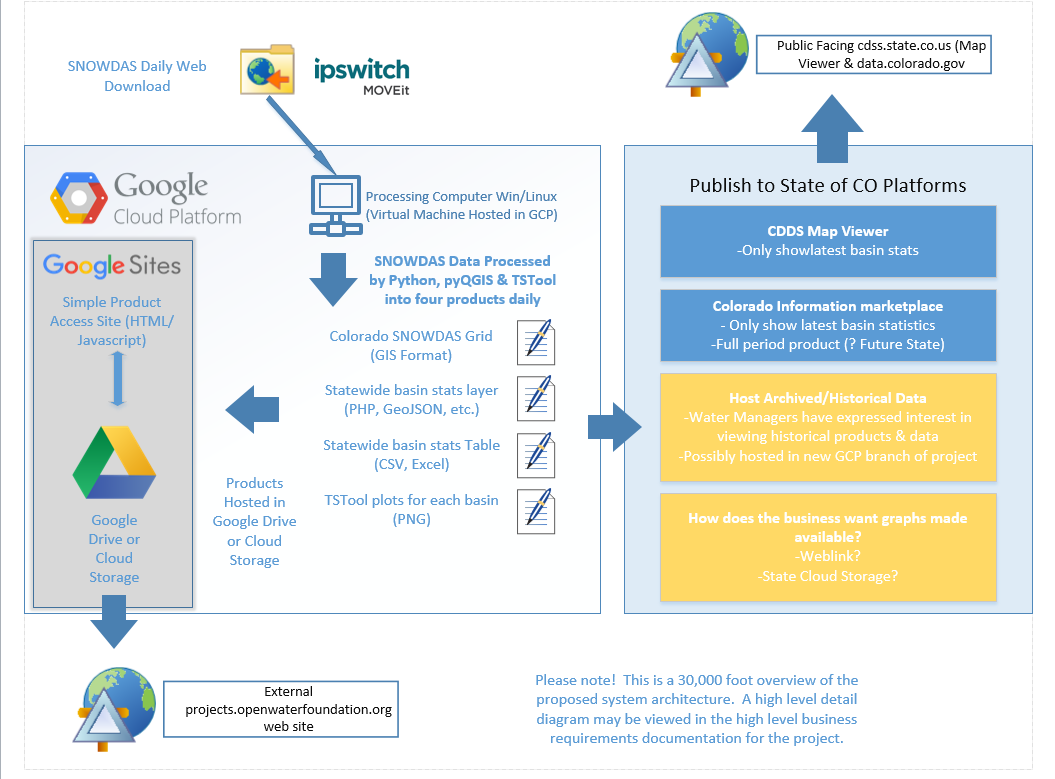 SNOWDAS Daily Web
Download
ipswitch
MOVEit
Public Facing cdss.state.co.us (Map
Viewer & data.colorado.gov
Google
Cloud Platform
Processing Computer Win/Linux
(Virtual Machine Hosted in GCP)
Google Sites
Simple Product
Access Site (HTML/
Javascript)
Google
Drive or
Cloud
Storage
SNOWDAS Data Processed
by Python, pyQGIS & TSTool
into four products daily
Colorado SNOWDAS Grid
(GIS Format)
Statewide basin stats layer
(PHP, GeoJSON, etc.)
Statewide basin stats Table
(CSV, Excel)
TSTool plots for each basin
(PNG)
Products
Hosted in
Google Drive
or Cloud
Storage
Publish to State of CO Platforms
CDDS Map Viewer
-Only showlatest basin stats
Colorado Information marketplace
- Only show latest basin statistics
-Full period product (? Future State)
Host Archived/Historical Data
-Water Managers have expressed interest in
viewing historical products & data
-Possibly hosted in new GCP branch of project
How does the business want graphs made
available?
-Weblink?
-State Cloud Storage?
External
projects.openwaterfoundation.org
web site
Please note!  This is a 30,000 foot overview of the
proposed system architecture.  A high level detail
diagram may be viewed in the high level business
requirements documentation for the project.